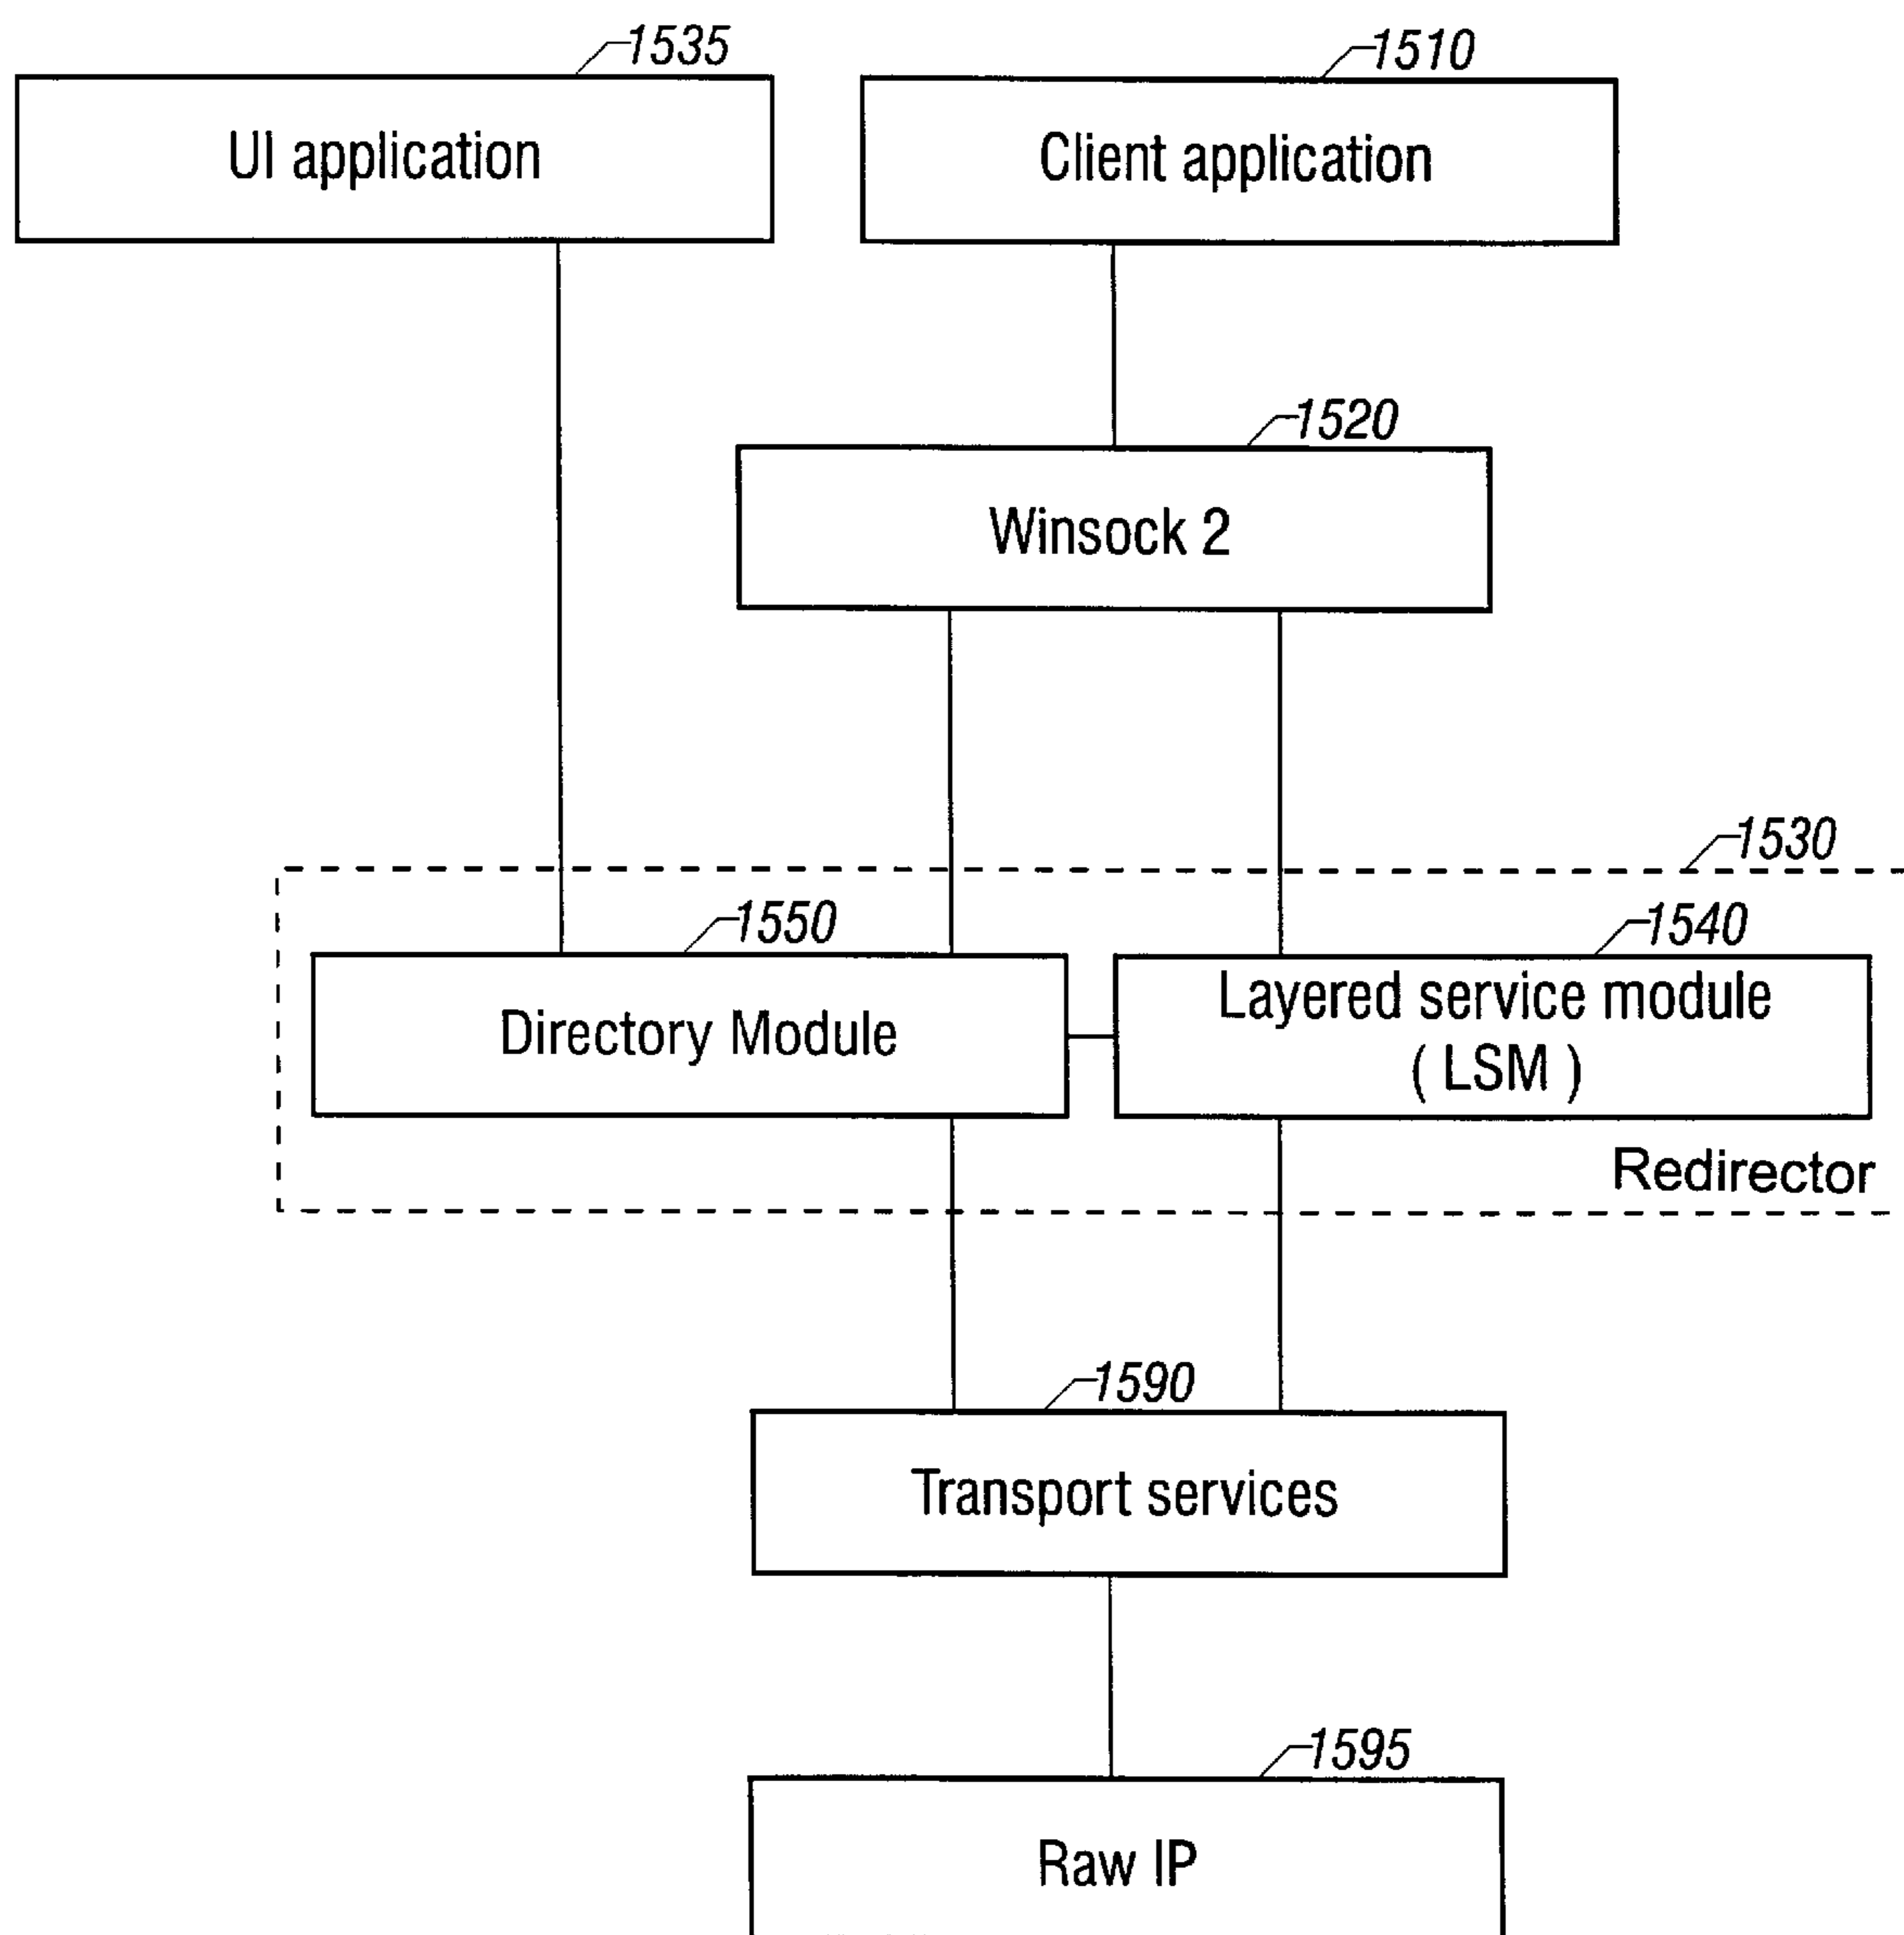 1535
1510
UI application
Client application
1520
Winsock 2
1530
1550
1540
Directory Module
Layered service module
( LSM )
Redirector
1590
Transport services
1595
Raw IP